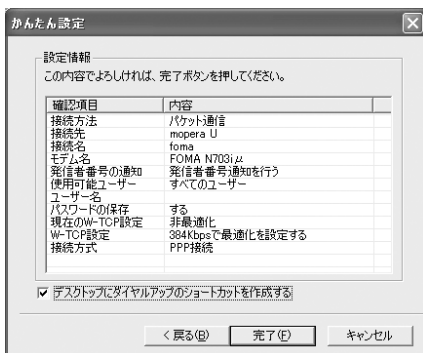 かんたん設定
設定情報
この内容でよろしければ、完了ボタンを押してください。
確認項目 内容
接続方法 パケット通信
接続先 mopera U
接続名 foma
モデム名 FOMA N703iμ
発信者番号の通知 発信者番号通知を行う
使用可能ユーザー すべてのユーザー
ユーザー名
パスワードの保存 する
現在のW-TCP設定 非最適化
W-TCP設定 384Kbpsで最適化を設定する
接続方式 PPP接続
デスクトップにダイヤルアップのショートカットを作成する
< 戻る(B) 完了(F) キャンセル